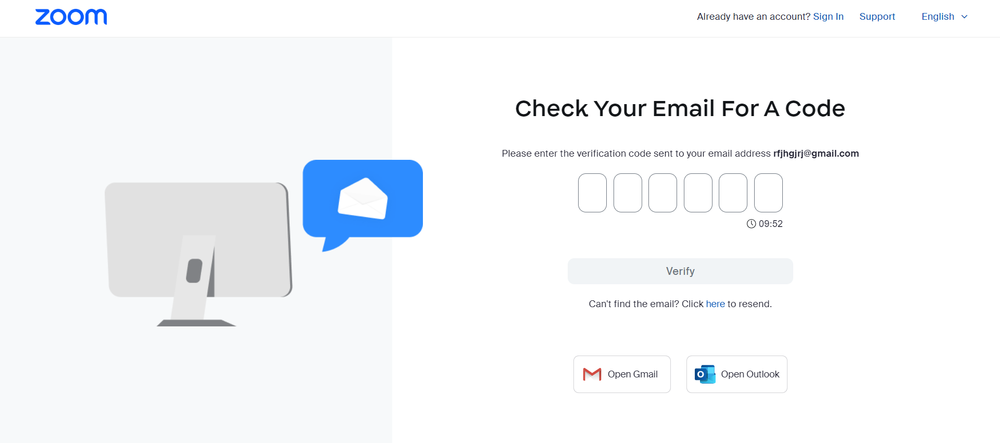 zoom
Already have an account? Sign In Support English
Check Your Email For A Code
Please enter the verification code sent to your email address rfjhgjrj@gmail.com
09:52
Verify
Can't find the email? Click here to resend.
Open Gmail Open Outlook